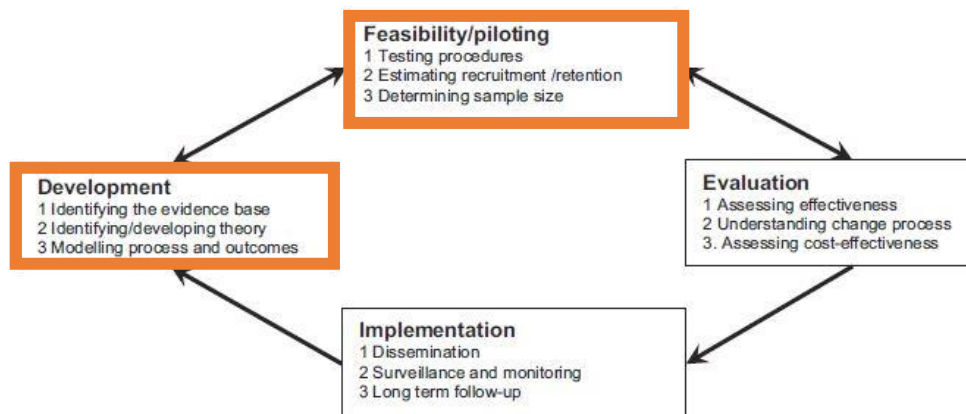 Feasibility/piloting
1 Testing procedures
2 Estimating recruitment /retention
3 Determining sample size
Development
1 Identifying the evidence base
2 Identifying/developing theory
3 Modelling process and outcomes
Evaluation
1 Assessing effectiveness
2 Understanding change process
3. Assessing cost-effectiveness
Implementation
1 Dissemination
2 Surveillance and monitoring
3 Long term follow-up